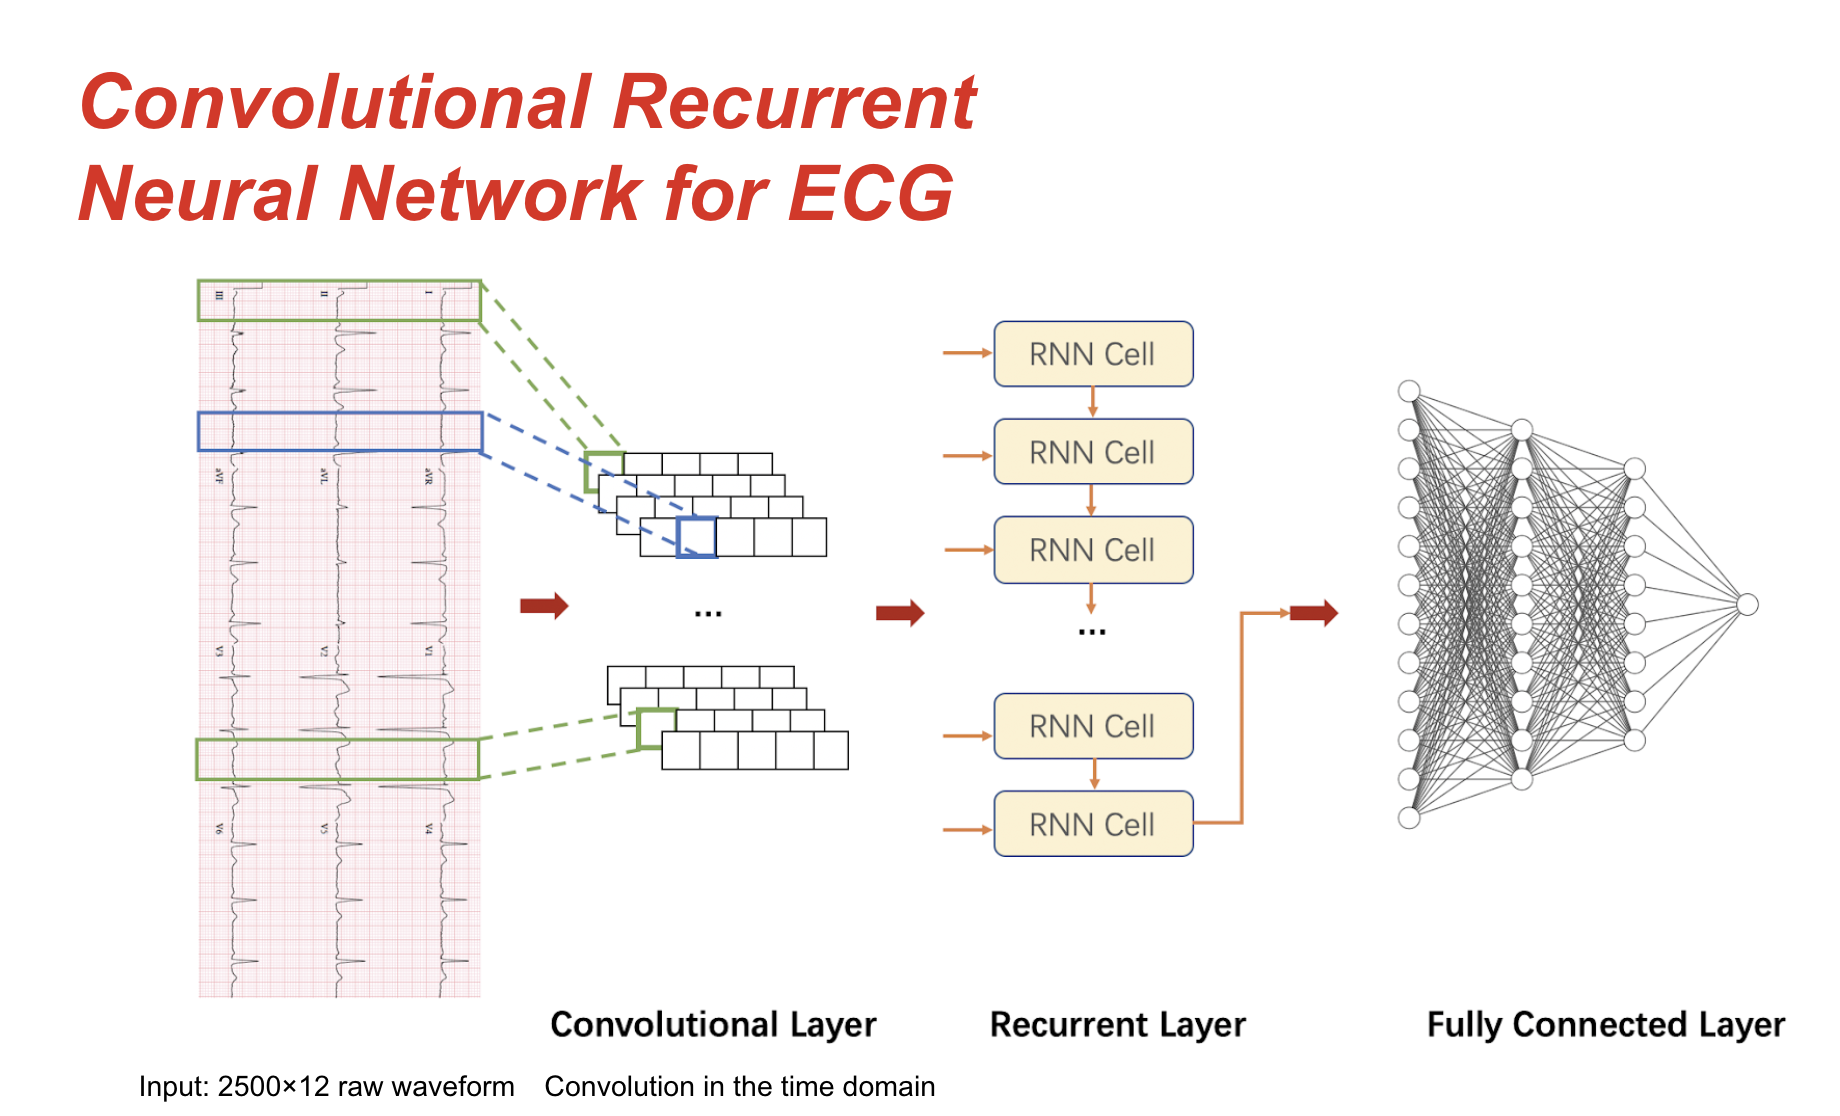 Convolutional Recurrent
Neural Network for ECG
III
II
I
aVF
aVL
aVR
V3
V2
V1
V6
V5
V4
...
RNN Cell
RNN Cell
RNN Cell
...
RNN Cell
RNN Cell
Convolutional Layer
Recurrent Layer
Fully Connected Layer
Input: 2500×12 raw waveform
Convolution in the time domain